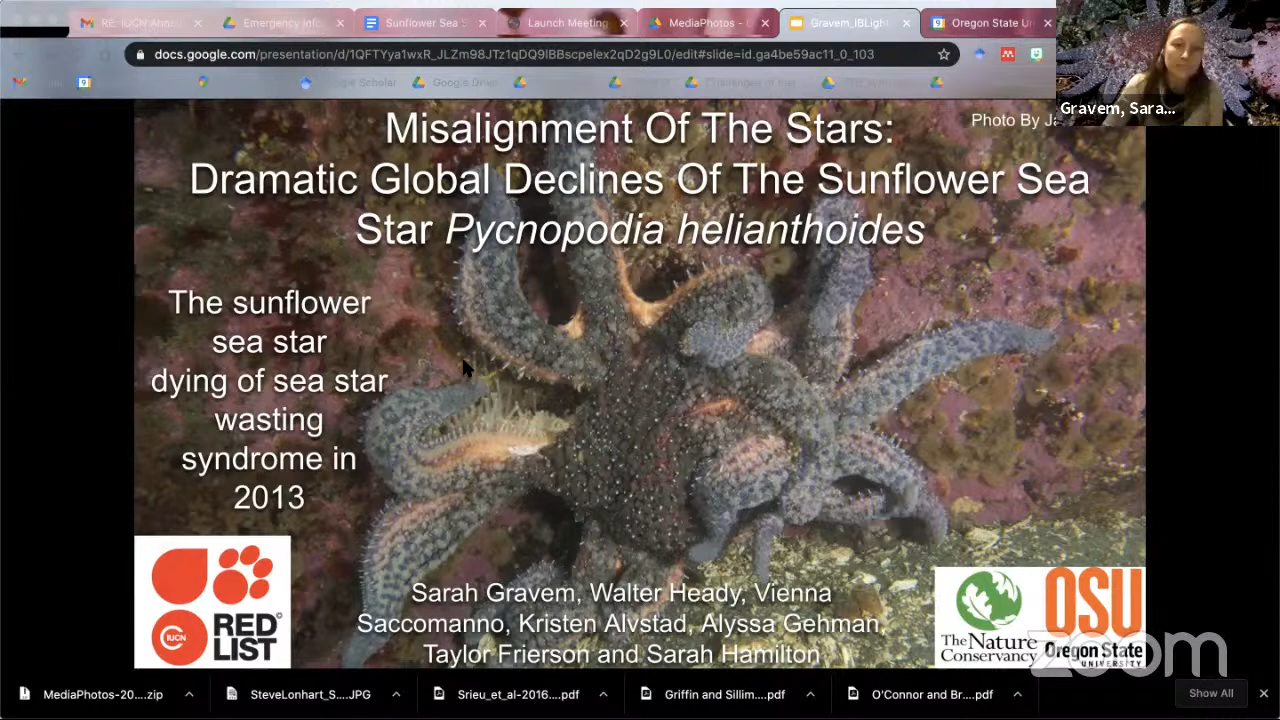 RE: IUCN
Emergency Info
Sunflower Sea S
Launch Meeting
MediaPhotos -
Gravem_IBLigh
Oregon State Un
docs.google.com/presentation/d/1QFTYya1wxR_JLZm98JTz1qDQ9lBBscpelex2qD2g9L0/edit#slide=id.ga4be59ac11_0_103
Google Scholar
Google Drive
Gravem, Sara...
Photo By Ja
Misalignment Of The Stars:
Dramatic Global Declines Of The Sunflower Sea
Star Pycnopodia helianthoides
The sunflower
sea star
dying of sea star
wasting
syndrome in
2013
Sarah Gravem, Walter Heady, Vienna
Saccomanno, Kristen Alvstad, Alyssa Gehman,
Taylor Frierson and Sarah Hamilton
IUCN
RED
LIST
The Nature
Conservancy
OSU
Oregon State
UNIVERSITY
zoom
MediaPhotos-20....zip
SteveLonhart_S....JPG
Srieu_et_al-2016....pdf
Griffin and Sillim....pdf
O'Connor and Br....pdf
Show All